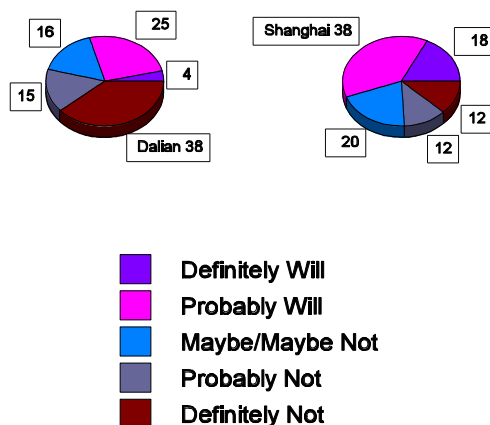 16
25
4
15
Dalian 38
Shanghai 38
18
12
12
20
Definitely Will
Probably Will
Maybe/Maybe Not
Probably Not
Definitely Not